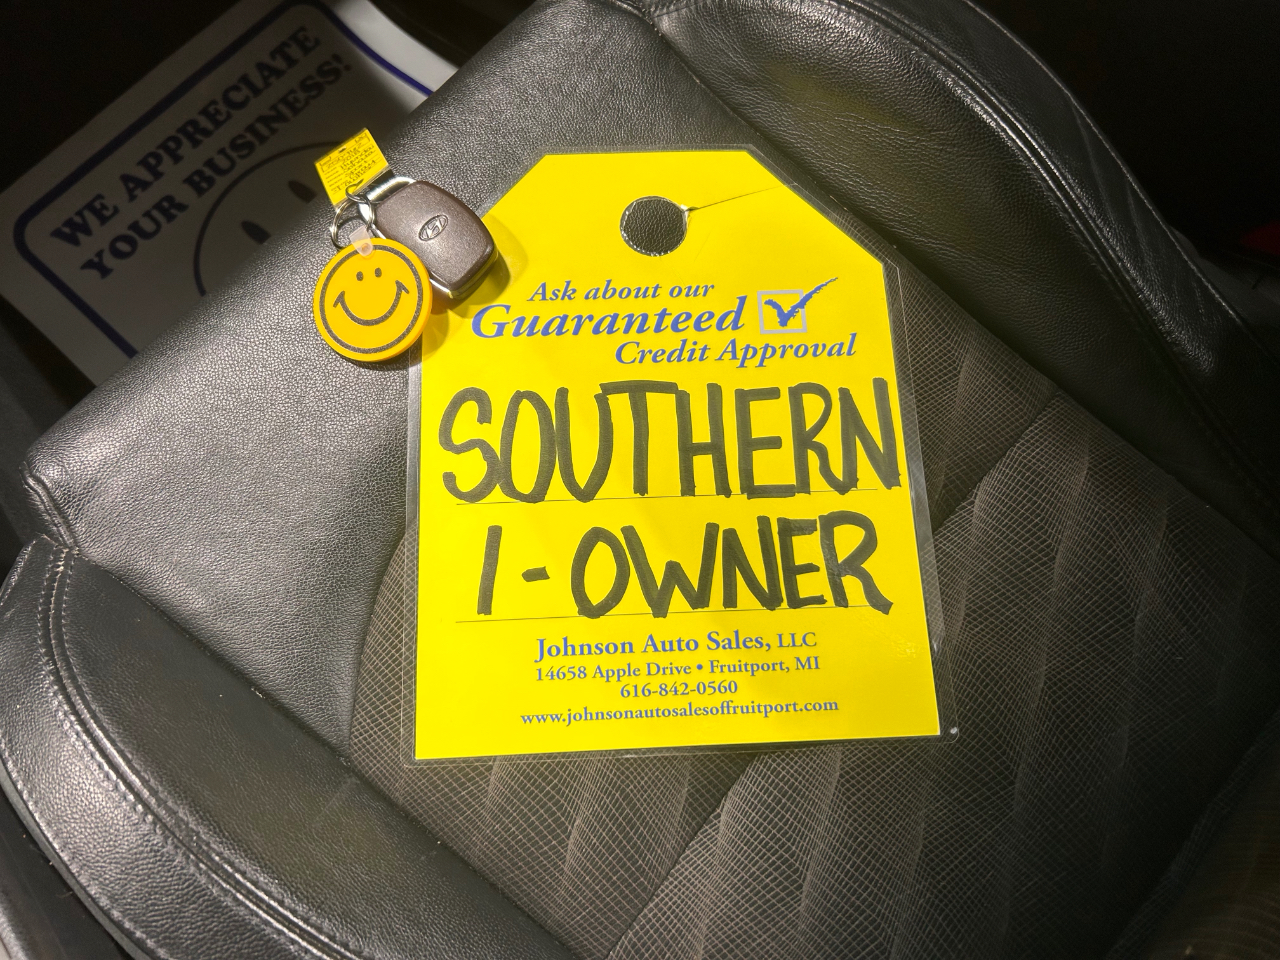 WE APPRECIATE
YOUR BUSINESS!
Ask about our
Guaranteed
Credit Approval
SOUTHERN
1-OWNER
Johnson Auto Sales, LLC
14658 Apple Drive • Fruitport, MI
616-842-0560
www.johnsonautosalesoffruitport.com